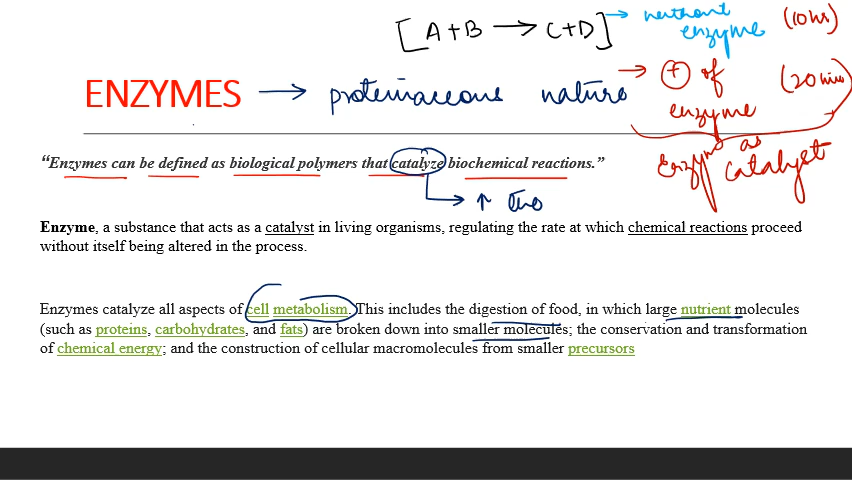 [A+B → C+D] → without
enzyme (10 hrs)
ENZYMES → proteinaceous nature → + of
enzyme (20 min)
Enzyme as
catalyst
“Enzymes can be defined as biological polymers that catalyze biochemical reactions.”
↑ the
Enzyme, a substance that acts as a catalyst in living organisms, regulating the rate at which chemical reactions proceed
without itself being altered in the process.
Enzymes catalyze all aspects of cell metabolism. This includes the digestion of food, in which large nutrient molecules
(such as proteins, carbohydrates, and fats) are broken down into smaller molecules; the conservation and transformation
of chemical energy; and the construction of cellular macromolecules from smaller precursors